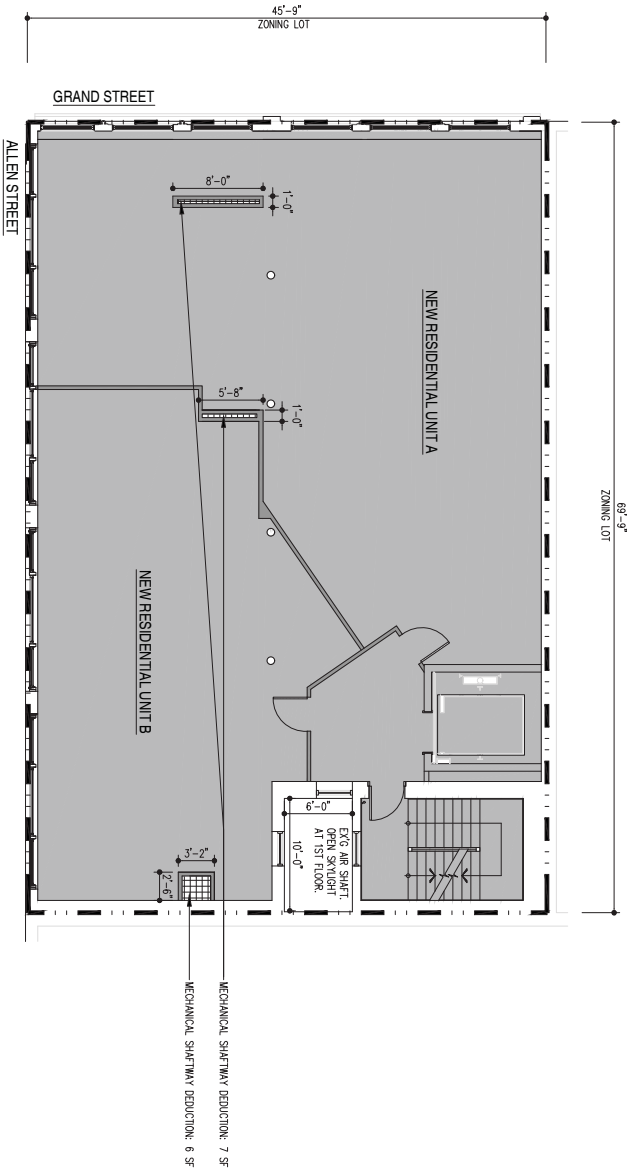 45'-9"
ZONING LOT
GRAND STREET
ALLEN STREET
8'-0"
1'-0"
NEW RESIDENTIAL UNIT A
69'-9"
ZONING LOT
5'-8"
1'-0"
NEW RESIDENTIAL UNIT B
6'-0"
10'-0"
EX'G AIR SHAFT.
OPEN SKYLIGHT
AT 1ST FLOOR.
3'-2"
2'-6"
MECHANICAL SHAFTWAY DEDUCTION: 7 SF
MECHANICAL SHAFTWAY DEDUCTION: 6 SF